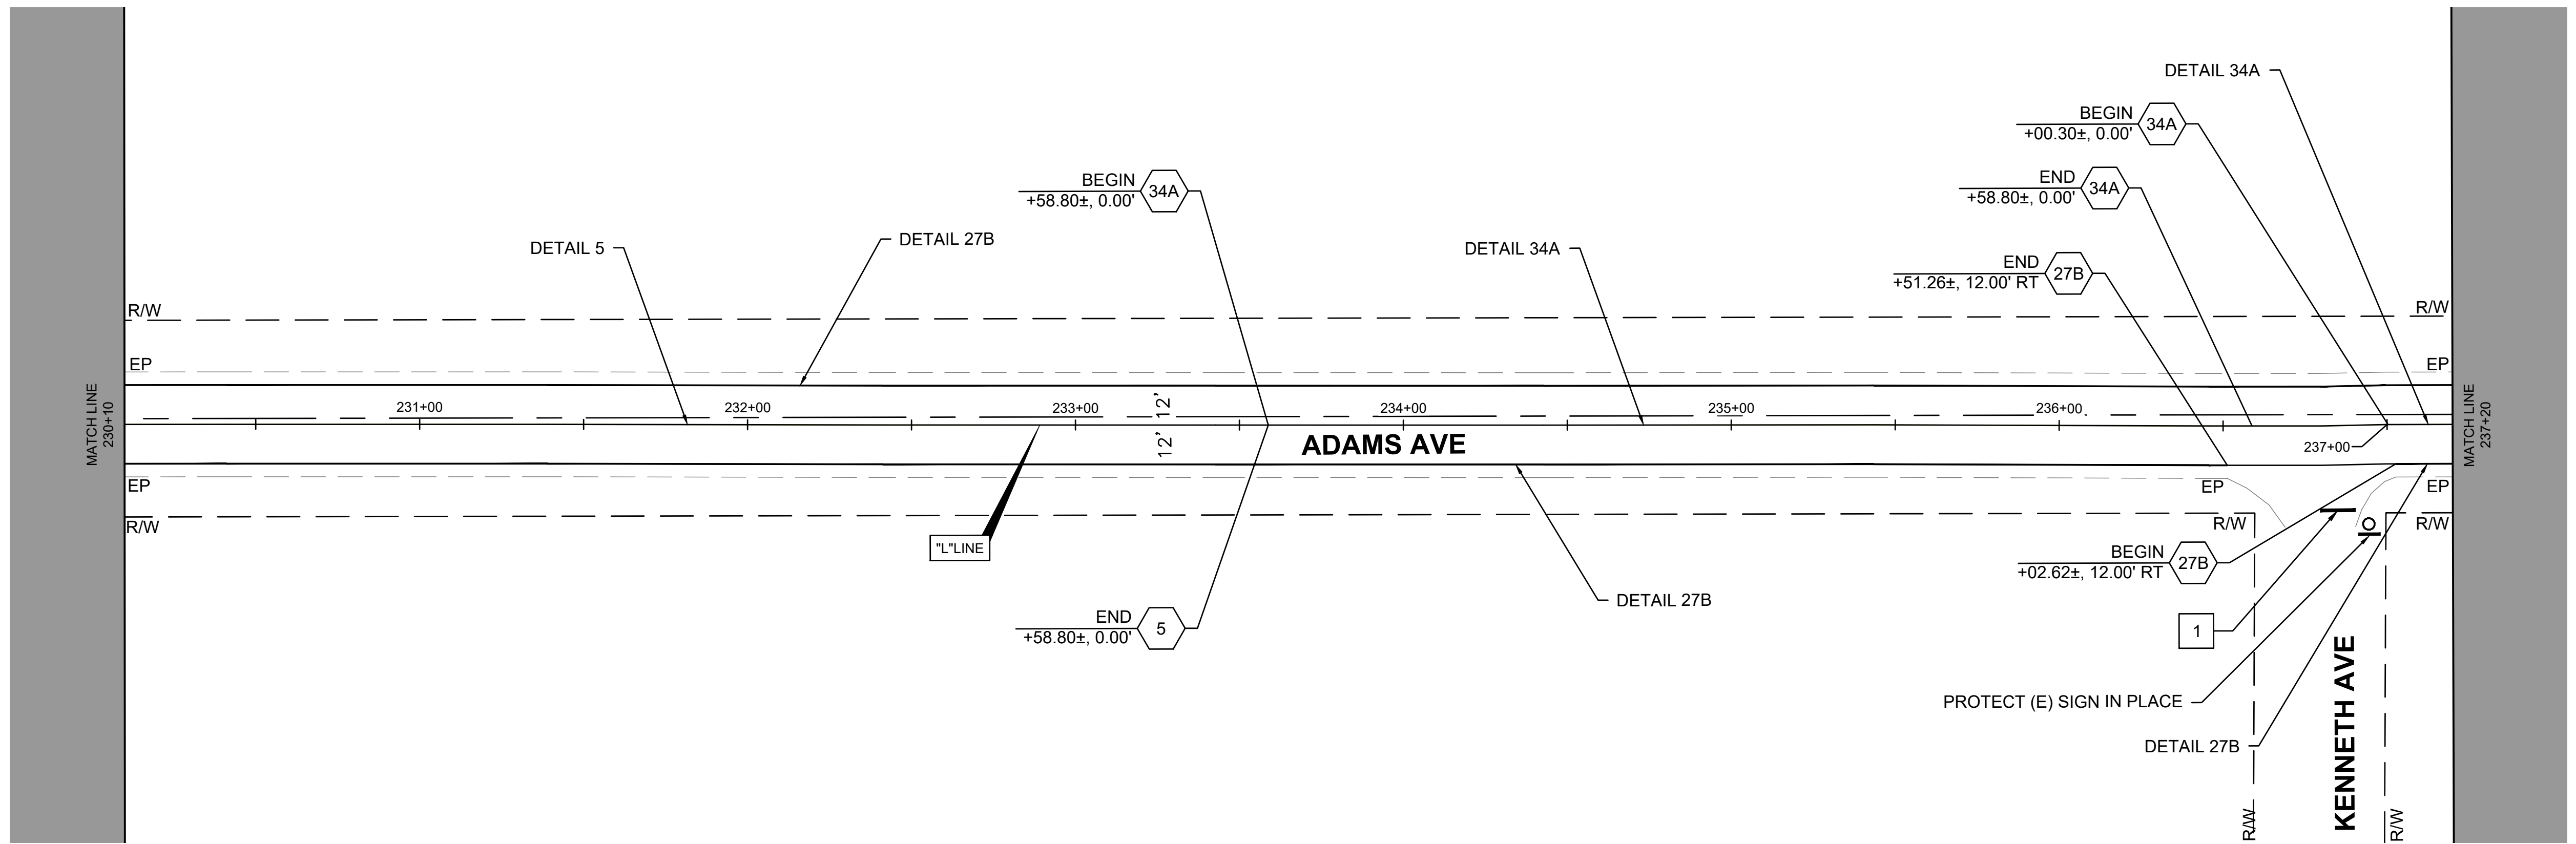 DETAIL 34A
BEGIN
+00.30±, 0.00'
34A
BEGIN
+58.80±, 0.00'
34A
END
+58.80±, 0.00'
34A
DETAIL 5
DETAIL 27B
DETAIL 34A
END
+51.26±, 12.00' RT
27B
R/W
R/W
EP
EP
MATCH LINE
230+10
231+00
232+00
233+00
12'
12'
234+00
235+00
236+00
237+00
MATCH LINE
237+20
ADAMS AVE
EP
EP
EP
R/W
R/W
R/W
"L"LINE
BEGIN
+02.62±, 12.00' RT
27B
DETAIL 27B
END
+58.80±, 0.00'
5
1
PROTECT (E) SIGN IN PLACE
DETAIL 27B
KENNETH AVE
R/W
R/W